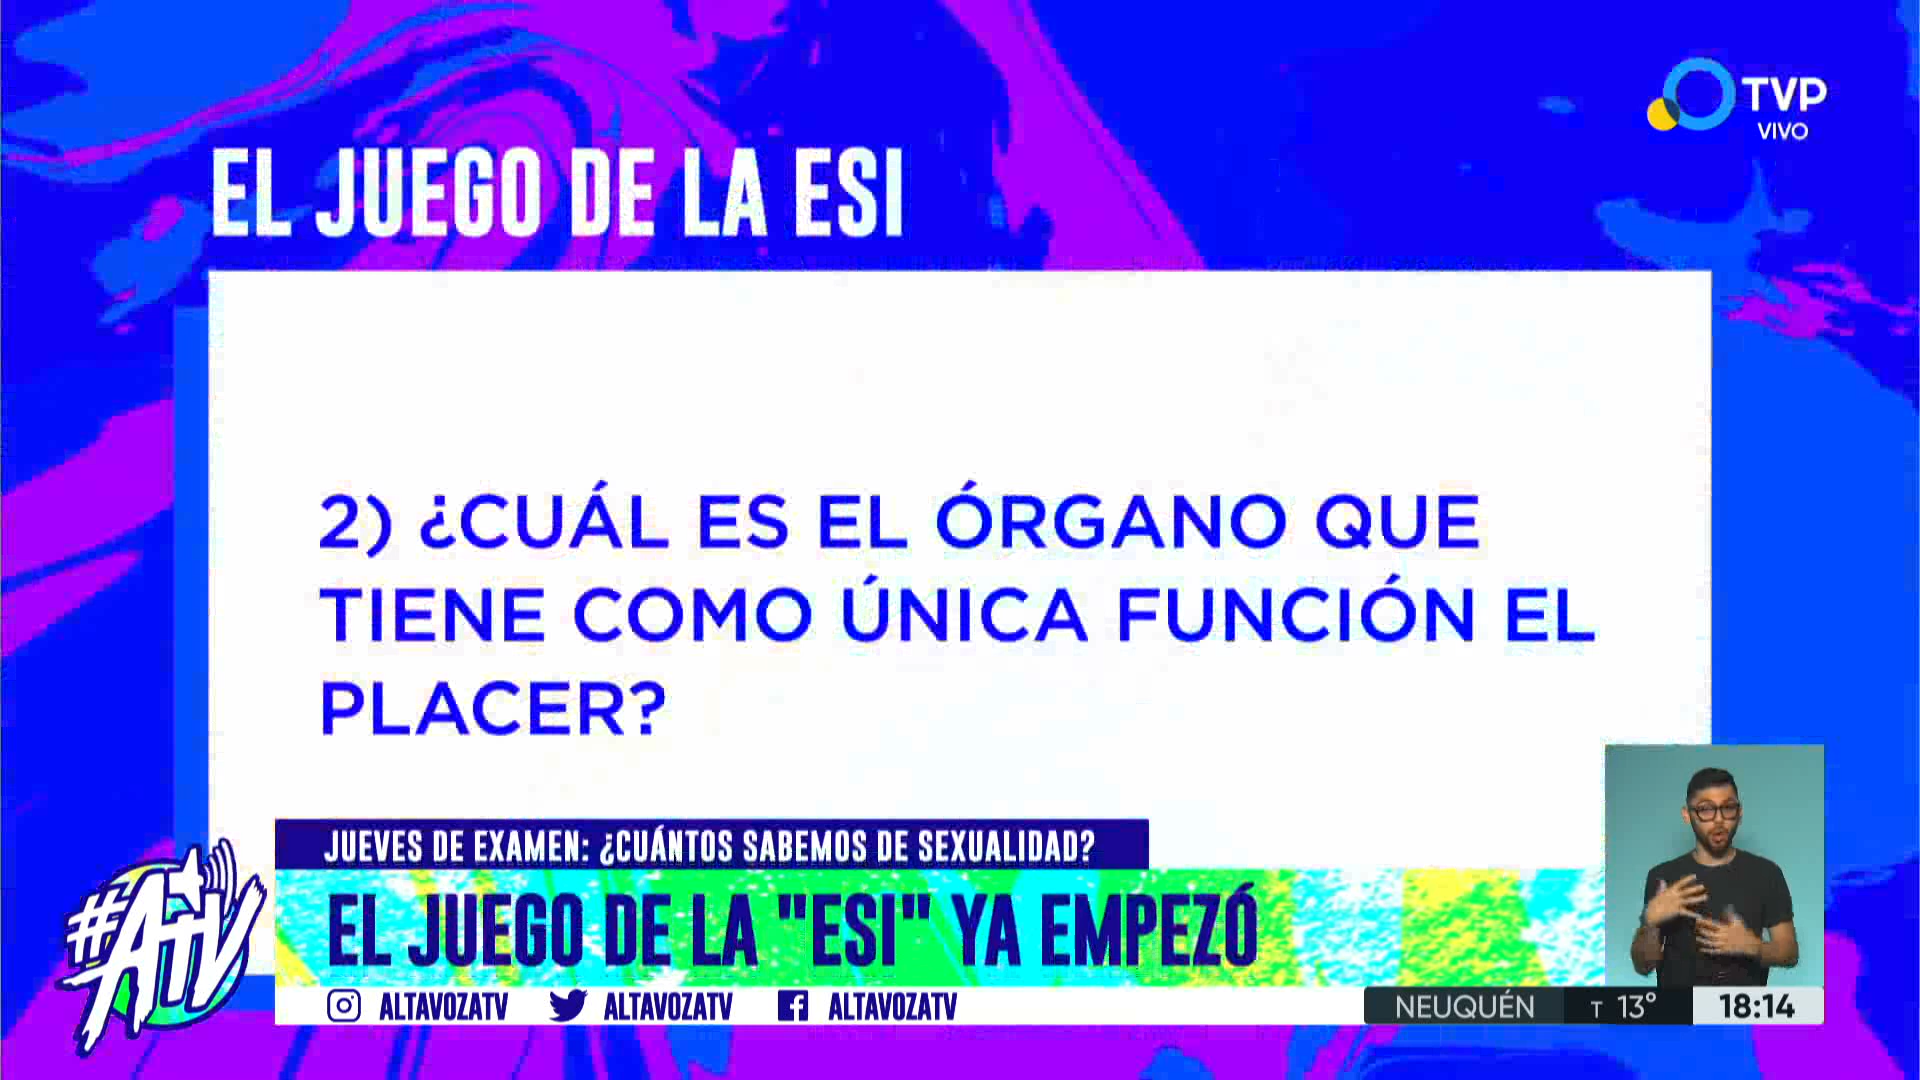 TVP
VIVO
EL JUEGO DE LA ESI
2) ¿CUÁL ES EL ÓRGANO QUE
TIENE COMO ÚNICA FUNCIÓN EL
PLACER?
JUEVES DE EXAMEN: ¿CUÁNTOS SABEMOS DE SEXUALIDAD?
EL JUEGO DE LA "ESI" YA EMPEZÓ
#ATV
ALTAVOZATV ALTAVOZATV ALTAVOZATV
NEUQUÉN T 13° 18:14